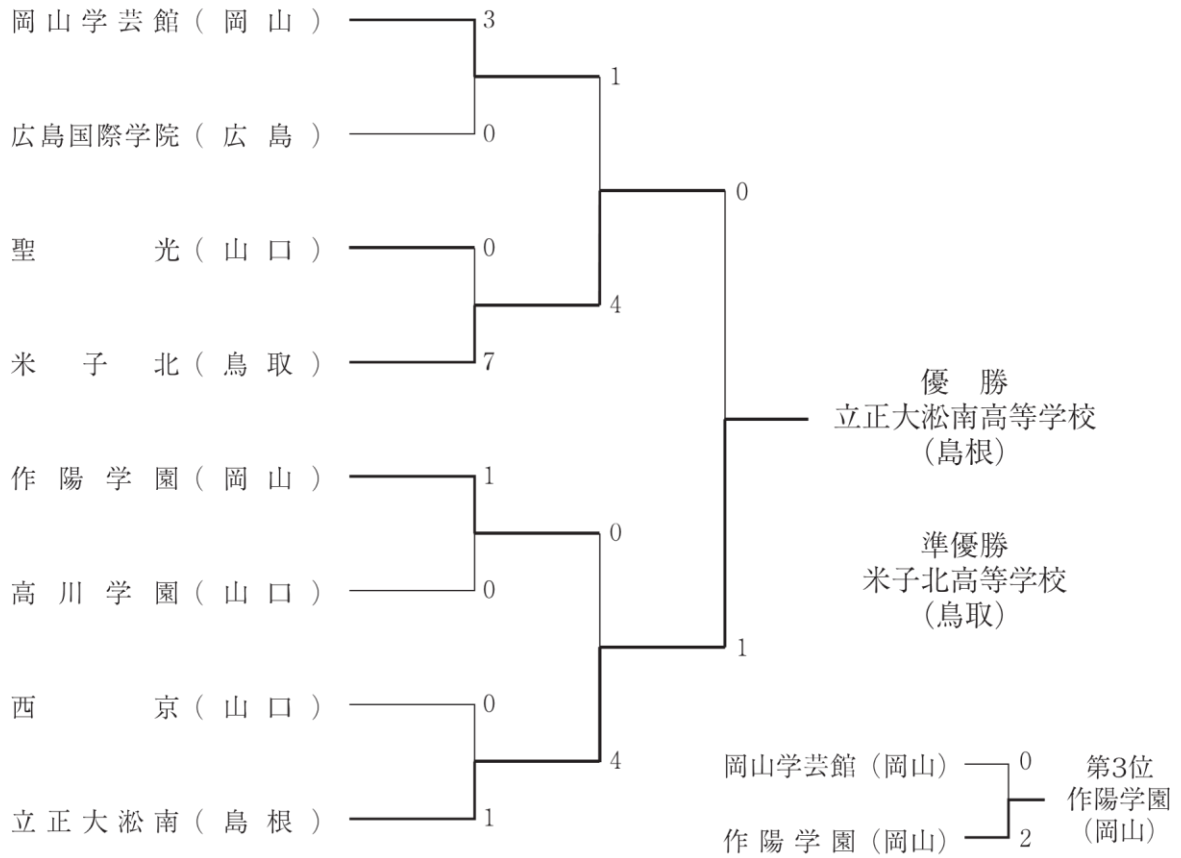 岡山学芸館(岡山) 3
1
広島国際学院(広島) 0
0
聖光(山口) 0
4
米子北(鳥取) 7
優勝
立正大淞南高等学校
(島根)
作陽学園(岡山) 1
0
準優勝
米子北高等学校
(鳥取)
高川学園(山口) 0
1
西京(山口) 0
4
立正大淞南(島根) 1
岡山学芸館(岡山) 0
作陽学園(岡山) 2
第3位
作陽学園
(岡山)